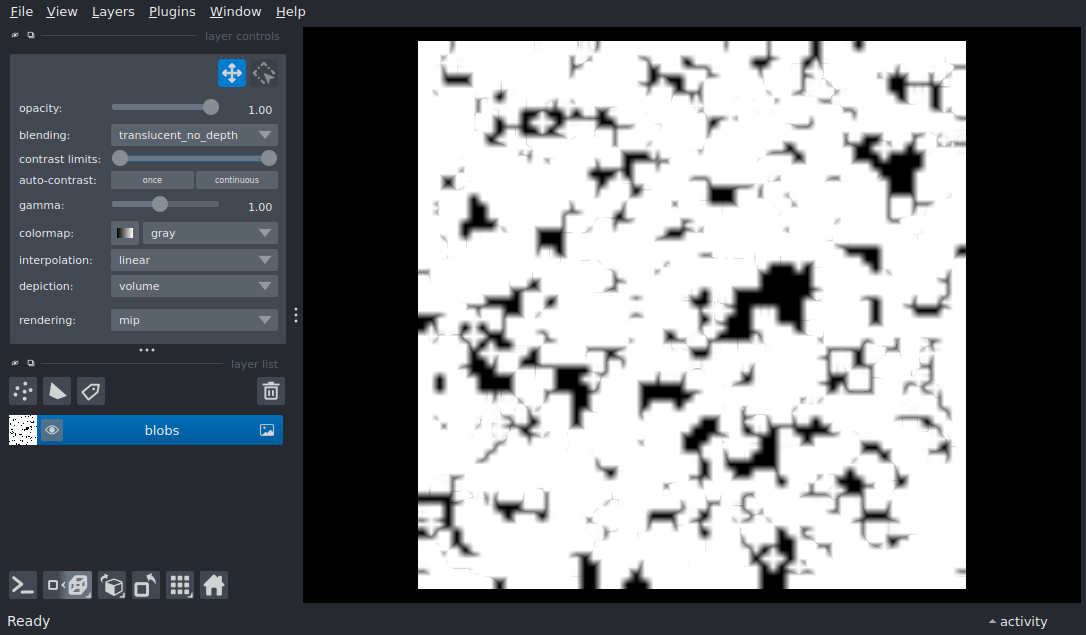 File View Layers Plugins Window Help
layer controls
opacity: 1.00
blending: translucent_no_depth
contrast limits:
auto-contrast: once continuous
gamma: 1.00
colormap: gray
interpolation: linear
depiction: volume
rendering: mip
layer list
blobs
Ready activity